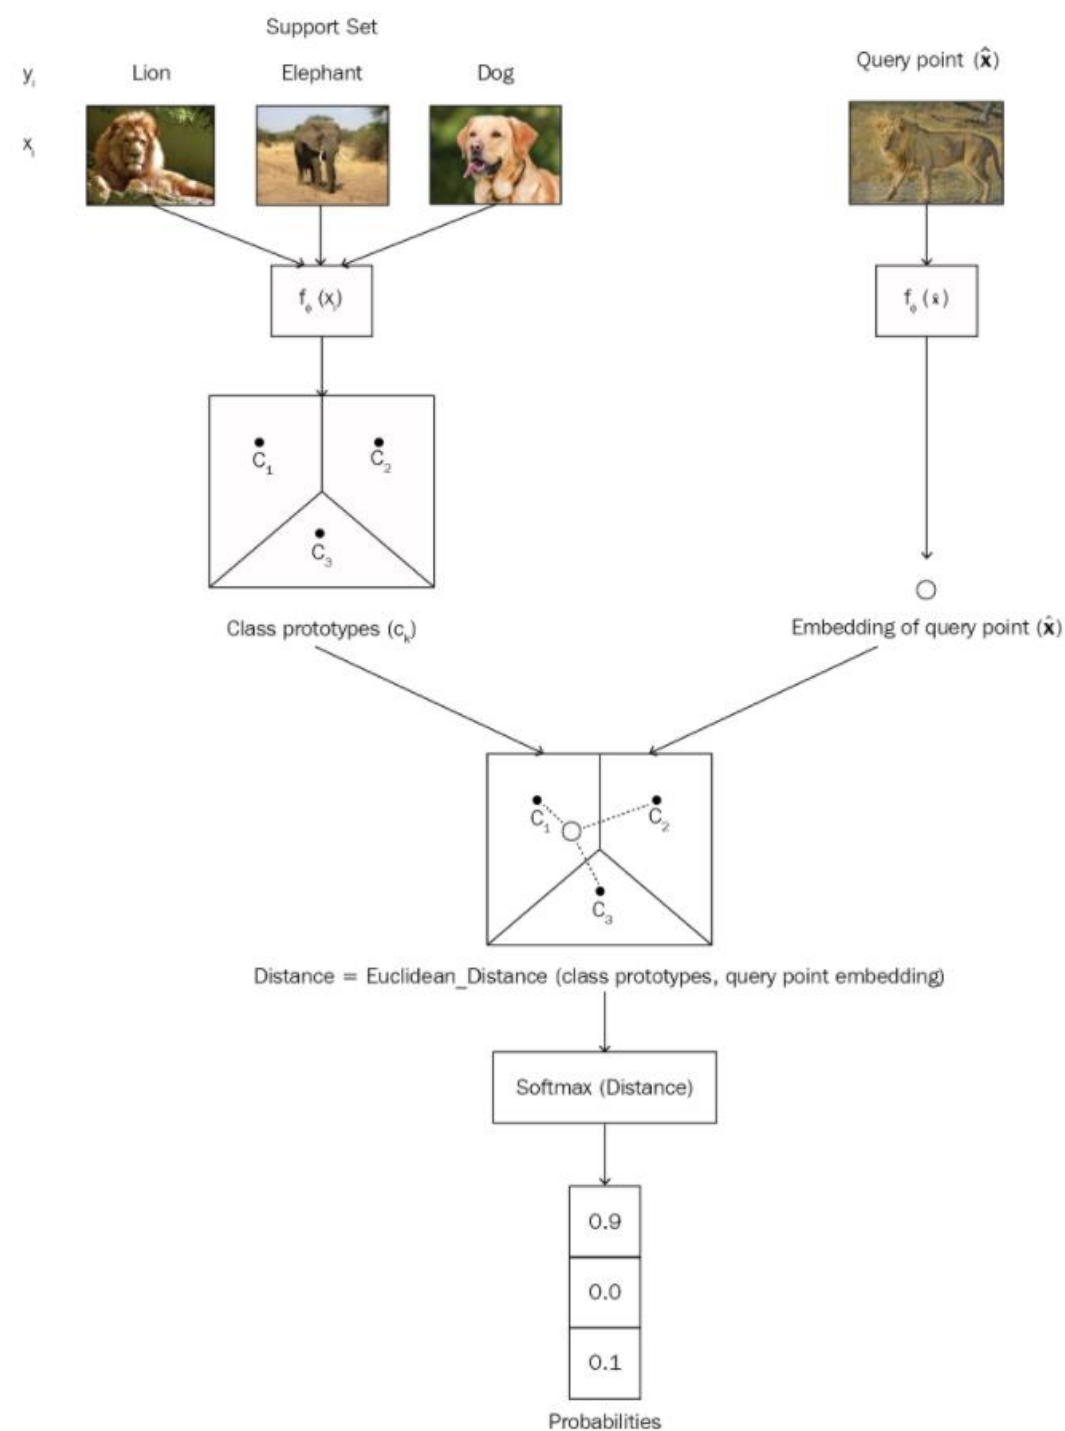 Support Set
Query point (x̂)
yᵢ Lion Elephant Dog
xᵢ
f_ϕ (xᵢ)
f_ϕ (x̂)
C₁ C₂
C₃
Class prototypes (cₖ)
Embedding of query point (x̂)
C₁ C₂
C₃
Distance = Euclidean_Distance (class prototypes, query point embedding)
Softmax (Distance)
0.9
0.0
0.1
Probabilities